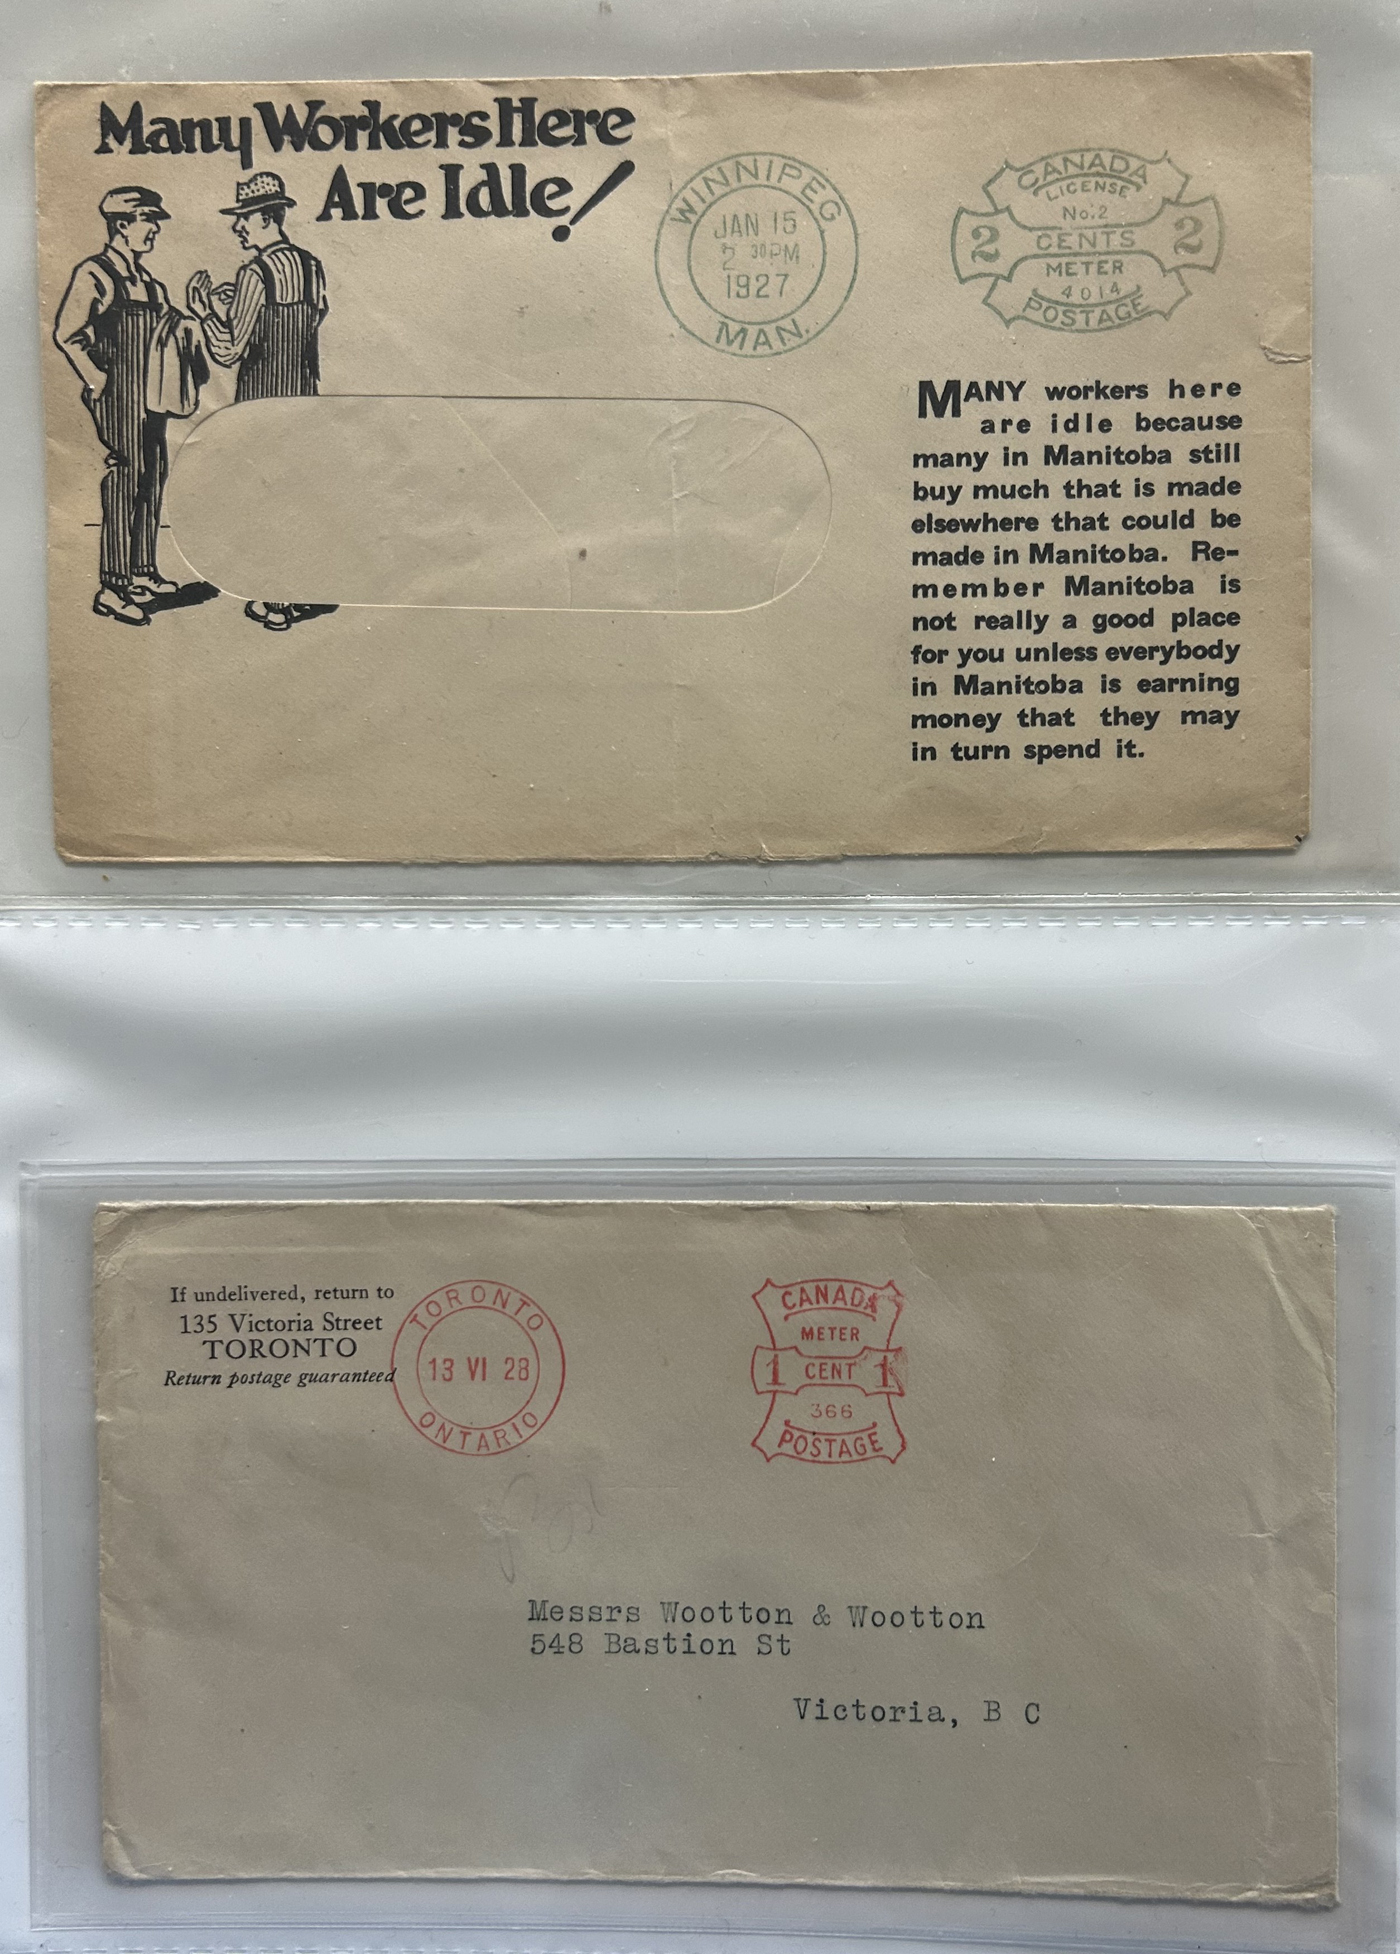 Many Workers Here
Are Idle!
WINNIPEG
JAN 15
2 30PM
1927
MAN.
CANADA
LICENSE
No.2
2 CENTS 2
METER
4014
POSTAGE
MANY workers here
are idle because
many in Manitoba still
buy much that is made
elsewhere that could be
made in Manitoba. Re-
member Manitoba is
not really a good place
for you unless everybody
in Manitoba is earning
money that they may
in turn spend it.
If undelivered, return to
135 Victoria Street
TORONTO
Return postage guaranteed
TORONTO
13 VI 28
ONTARIO
CANADA
METER
1 CENT 1
366
POSTAGE
Messrs Wootton & Wootton
548 Bastion St
Victoria, B C